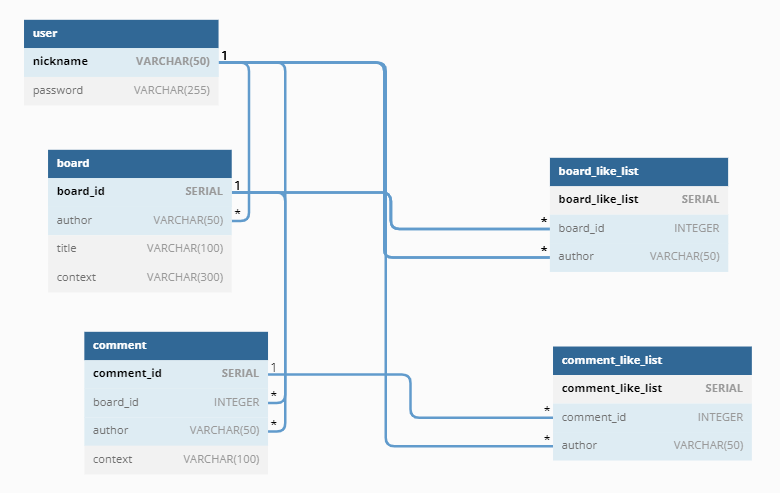 user
nickname VARCHAR(50) 1
password VARCHAR(255)
board
board_id SERIAL 1
author VARCHAR(50) *
title VARCHAR(100)
context VARCHAR(300)
board_like_list
board_like_list SERIAL
* board_id INTEGER
* author VARCHAR(50)
comment
comment_id SERIAL 1
board_id INTEGER *
author VARCHAR(50) *
context VARCHAR(100)
comment_like_list
comment_like_list SERIAL
* comment_id INTEGER
* author VARCHAR(50)